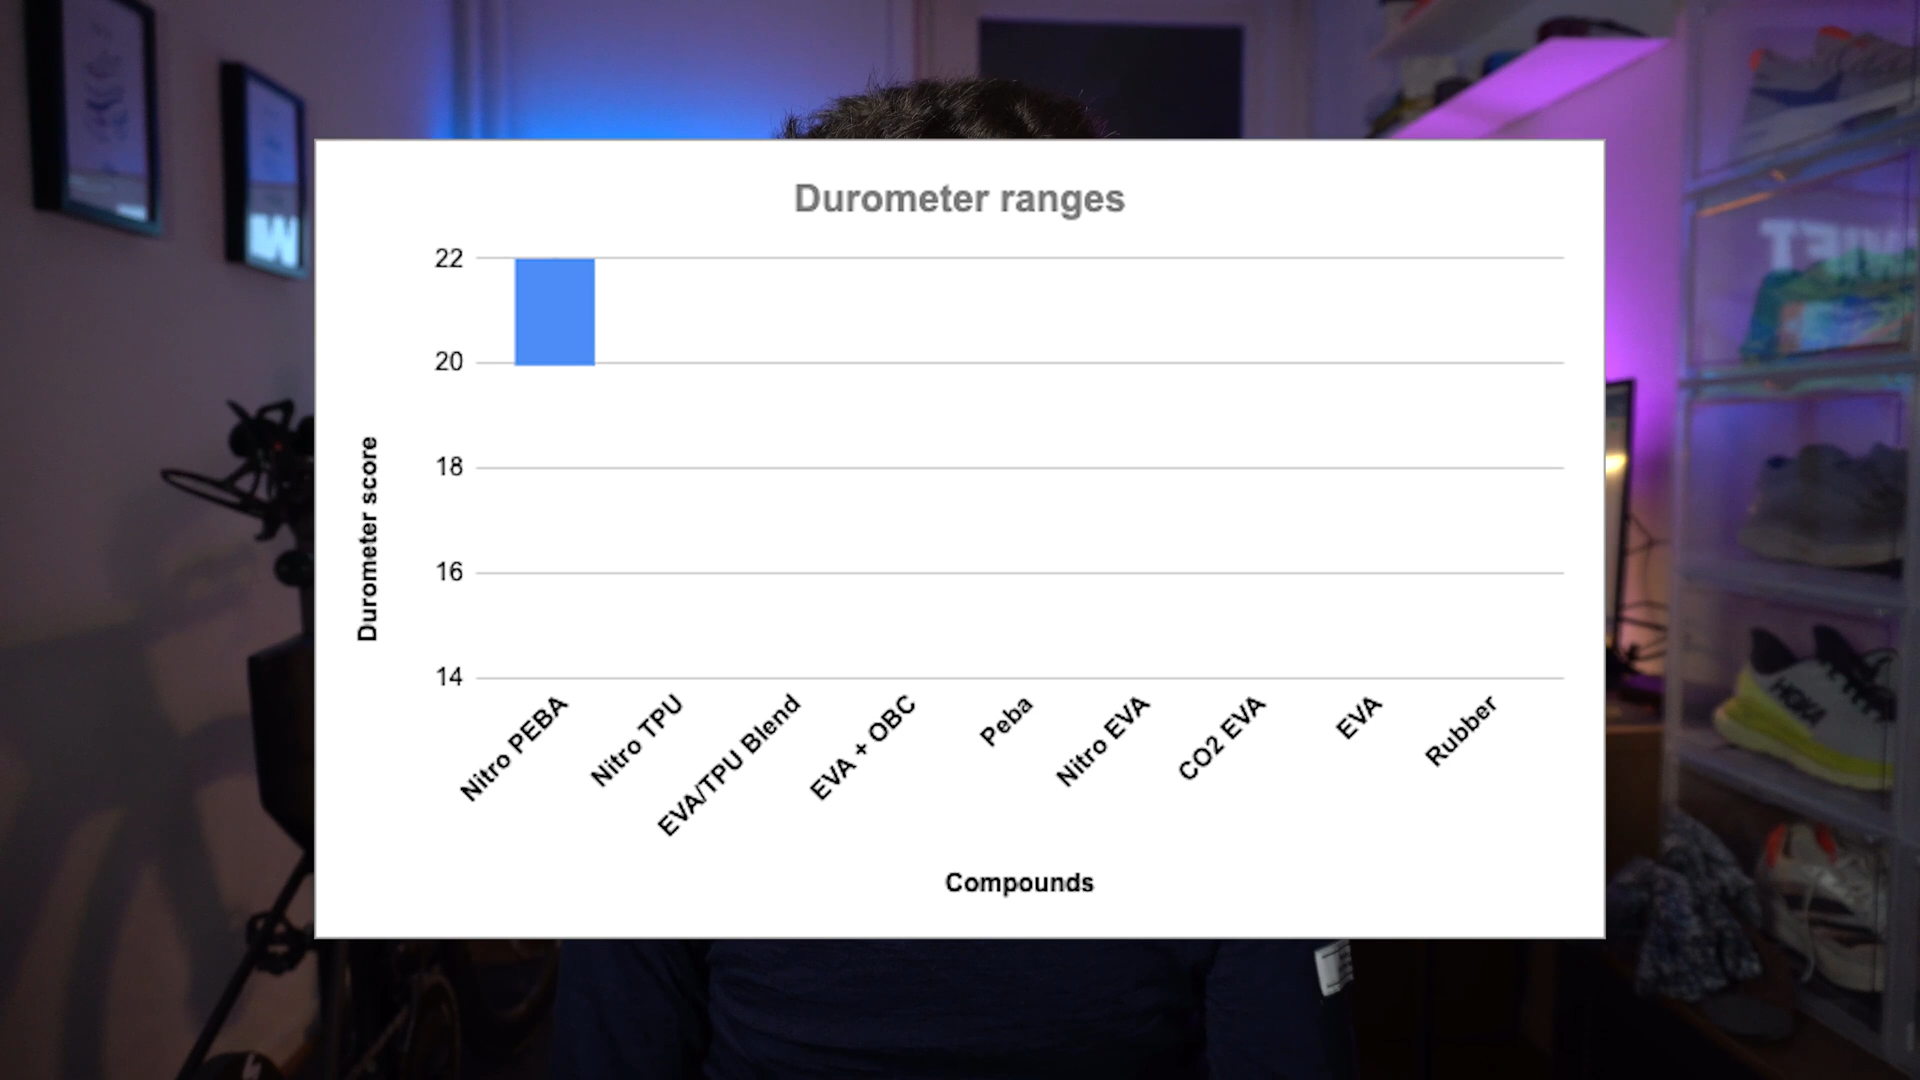 Durometer ranges
22
20
18
16
14
Durometer score
Nitro PEBA
Nitro TPU
EVA/TPU Blend
EVA + OBC
Peba
Nitro EVA
CO2 EVA
EVA
Rubber
Compounds
W
HOKA